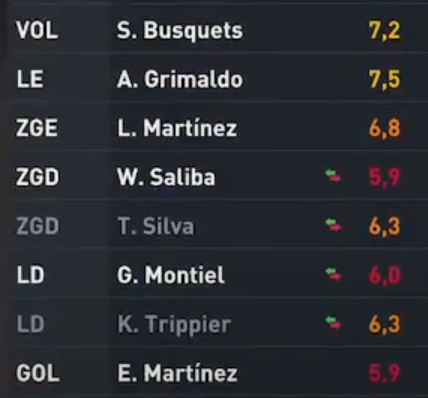 VOL S. Busquets 7,2
LE A. Grimaldo 7,5
ZGE L. Martínez 6,8
ZGD W. Saliba 5,9
ZGD T. Silva 6,3
LD G. Montiel 6,0
LD K. Trippier 6,3
GOL E. Martínez 5,9